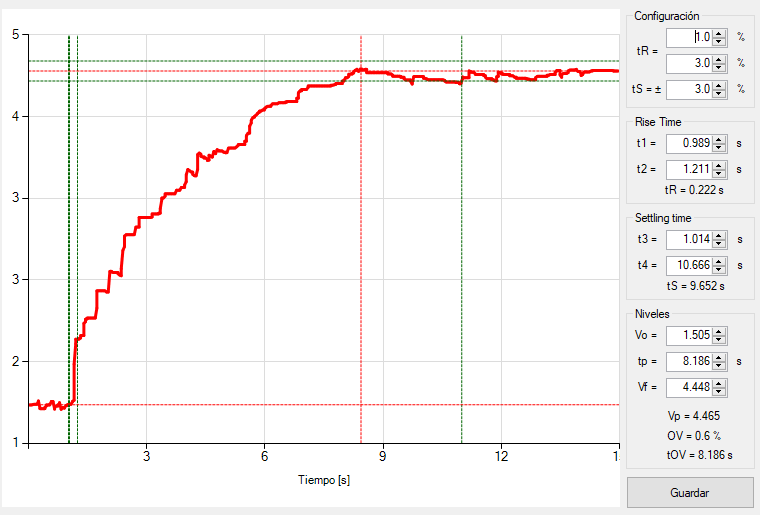 5
4
3
3
2
1
3
6
9
12
1
Tiempo [s]
Configuración
tR =
1.0 %
3.0 %
tS = ± 3.0 %
Rise Time
t1 = 0.989 s
t2 = 1.211 s
tR = 0.222 s
Settling time
t3 = 1.014 s
t4 = 10.666 s
tS = 9.652 s
Niveles
Vo = 1.505
tp = 8.186 s
Vf = 4.448
Vp = 4.465
OV = 0.6 %
tOV = 8.186 s
Guardar